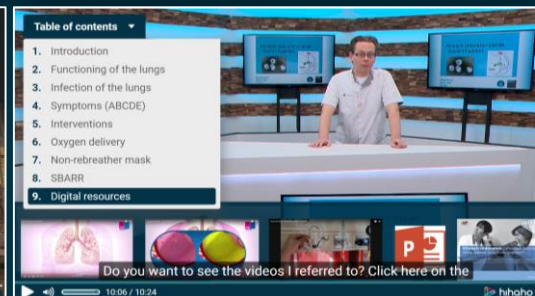 Table of contents
1. Introduction
2. Functioning of the lungs
3. Infection of the lungs
4. Symptoms (ABCDE)
5. Interventions
6. Oxygen delivery
7. Non-rebreather mask
8. SBARR
9. Digital resources
P
Do you want to see the videos I referred to? Click here on the
10:06 / 10:24
hihaho